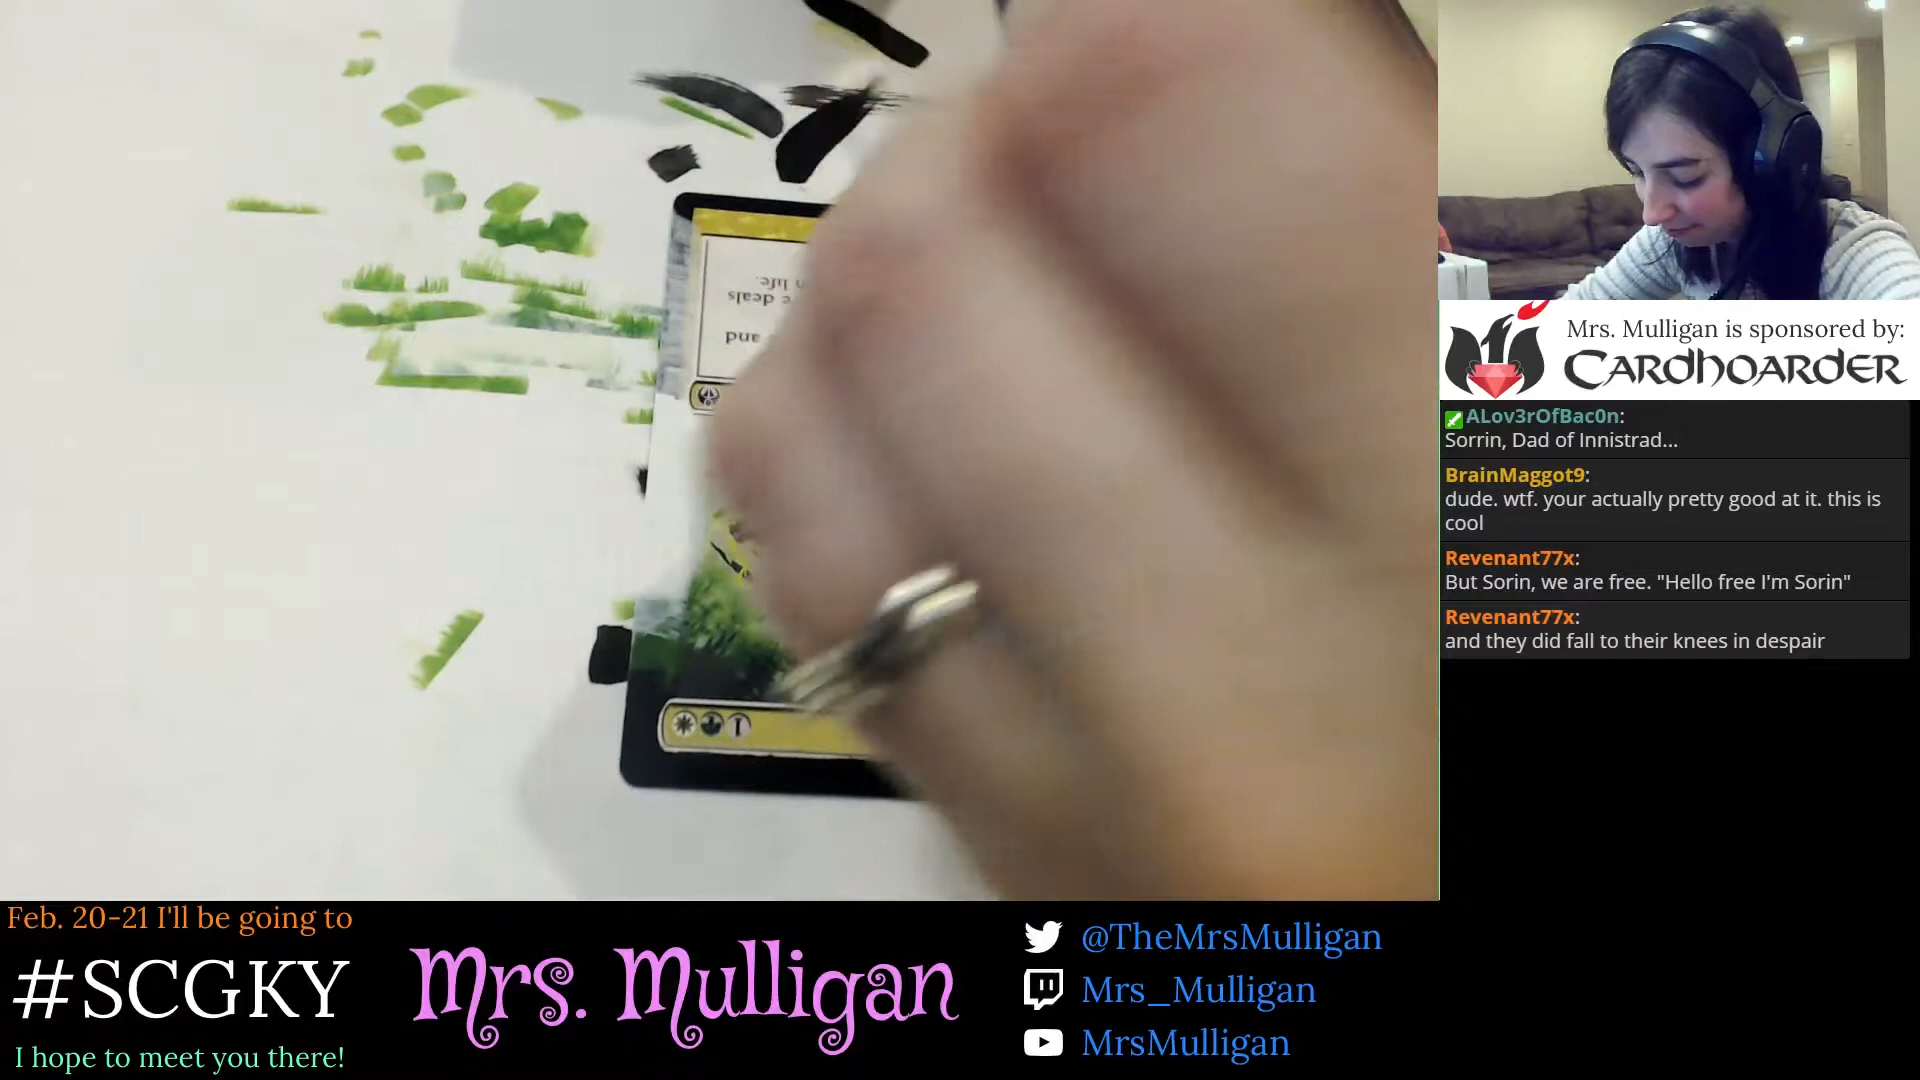 deals
and
life.
Mrs. Mulligan is sponsored by:
CARDHOARDER
ALov3rOfBac0n:
Sorrin, Dad of Innistrad...
BrainMaggot9:
dude. wtf. your actually pretty good at it. this is
cool
Revenant77x:
But Sorin, we are free. "Hello free I'm Sorin"
Revenant77x:
and they did fall to their knees in despair
Feb. 20-21 I'll be going to
#SCGKY
I hope to meet you there!
Mrs. Mulligan
@TheMrsMulligan
Mrs_Mulligan
MrsMulligan